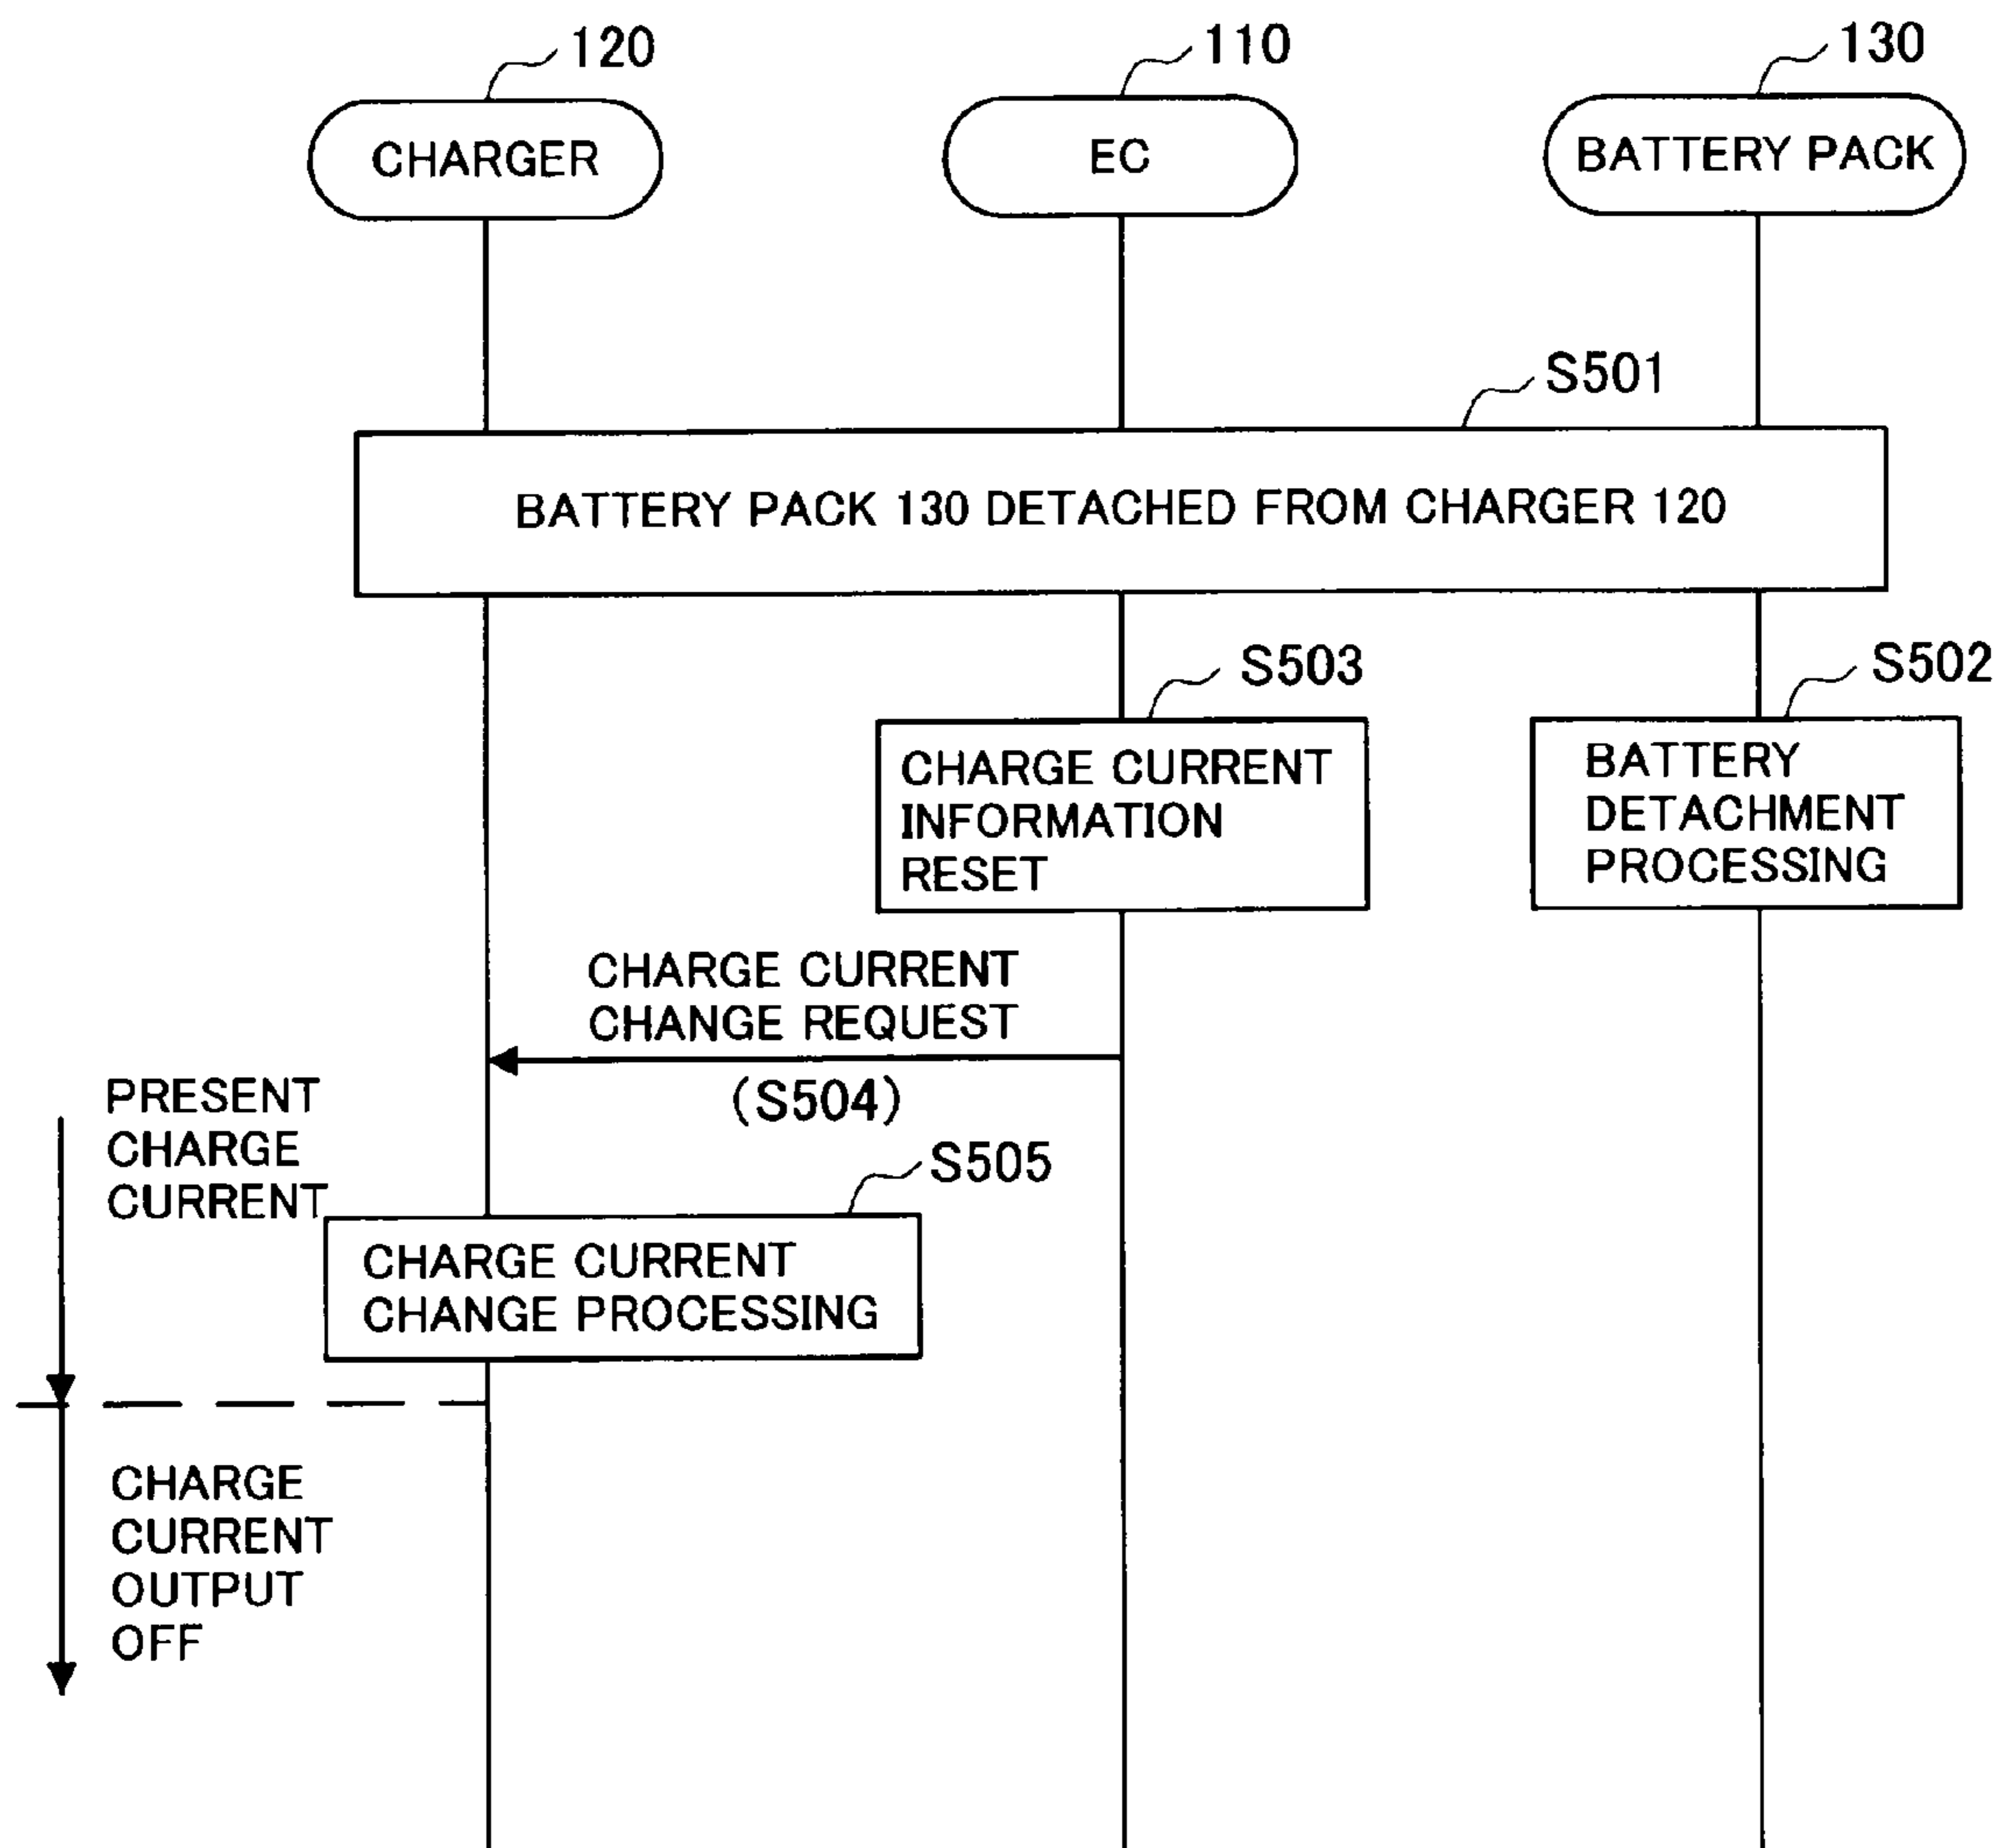 120
110
130
CHARGER
EC
BATTERY PACK
S501
BATTERY PACK 130 DETACHED FROM CHARGER 120
S503
S502
CHARGE CURRENT
INFORMATION
RESET
BATTERY
DETACHMENT
PROCESSING
CHARGE CURRENT
CHANGE REQUEST
(S504)
PRESENT
CHARGE
CURRENT
S505
CHARGE CURRENT
CHANGE PROCESSING
CHARGE
CURRENT
OUTPUT
OFF